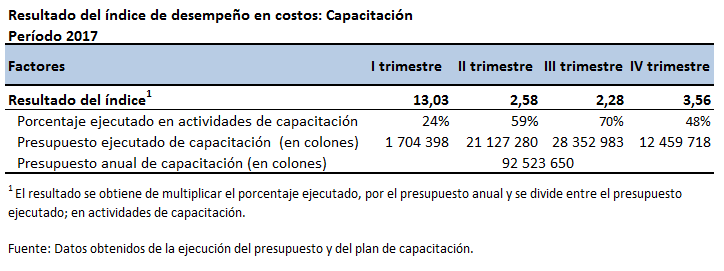 Resultado del índice de desempeño en costos: Capacitación
Período 2017
Factores I trimestre II trimestre III trimestre IV trimestre
Resultado del índice¹ 13,03 2,58 2,28 3,56
Porcentaje ejecutado en actividades de capacitación 24% 59% 70% 48%
Presupuesto ejecutado de capacitación (en colones) 1 704 398 21 127 280 28 352 983 12 459 718
Presupuesto anual de capacitación (en colones) 92 523 650
¹ El resultado se obtiene de multiplicar el porcentaje ejecutado, por el presupuesto anual y se divide entre el presupuesto
ejecutado; en actividades de capacitación.
Fuente: Datos obtenidos de la ejecución del presupuesto y del plan de capacitación.